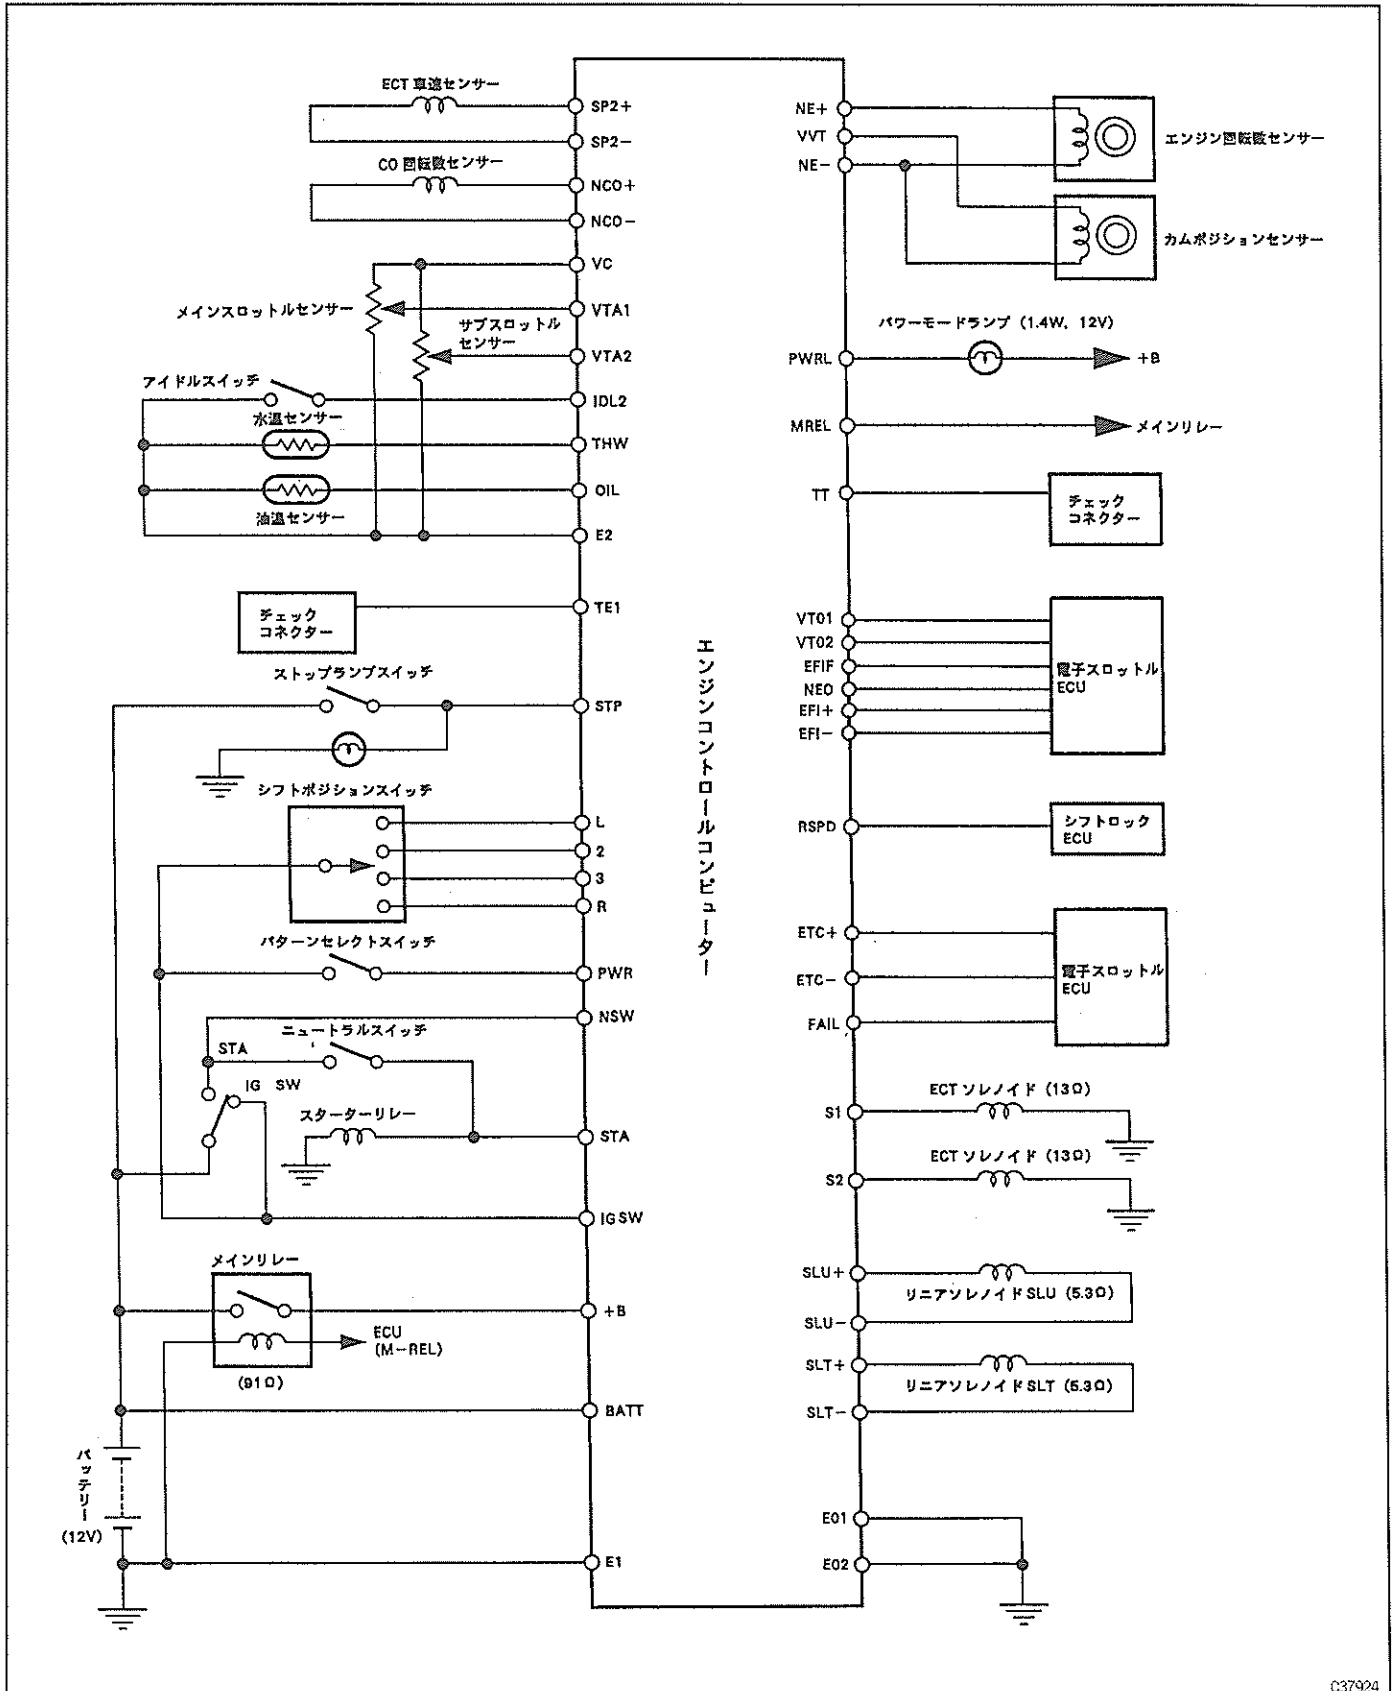 ECT 車速センサー
SP2+
SP2-
CO 回転数センサー
NCO+
NCO-
VC
メインスロットルセンサー
VTA1
サブスロットル
センサー
VTA2
アイドルスイッチ
IDL2
水温センサー
THW
OIL
油温センサー
E2
チェック
コネクター
TE1
ストップランプスイッチ
STP
シフトポジションスイッチ
L
2
3
R
パターンセレクトスイッチ
PWR
NSW
ニュートラルスイッチ
STA
IG SW
スターターリレー
STA
IGSW
メインリレー
+B
ECU
(M-REL)
(91Ω)
BATT
バッテリー
(12V)
E1
エンジンコントロールコンピューター
NE+
VVT
NE-
エンジン回転数センサー
カムポジションセンサー
パワーモードランプ (1.4W, 12V)
PWRL
+B
MREL
メインリレー
TT
チェック
コネクター
VTO1
VTO2
EFIF
NEO
EFI+
EFI-
電子スロットル
ECU
RSPD
シフトロック
ECU
ETC+
ETC-
FAIL
電子スロットル
ECU
ECT ソレノイド (13Ω)
S1
ECT ソレノイド (13Ω)
S2
SLU+
リニアソレノイド SLU (5.3Ω)
SLU-
SLT+
リニアソレノイド SLT (5.3Ω)
SLT-
E01
E02
C37924